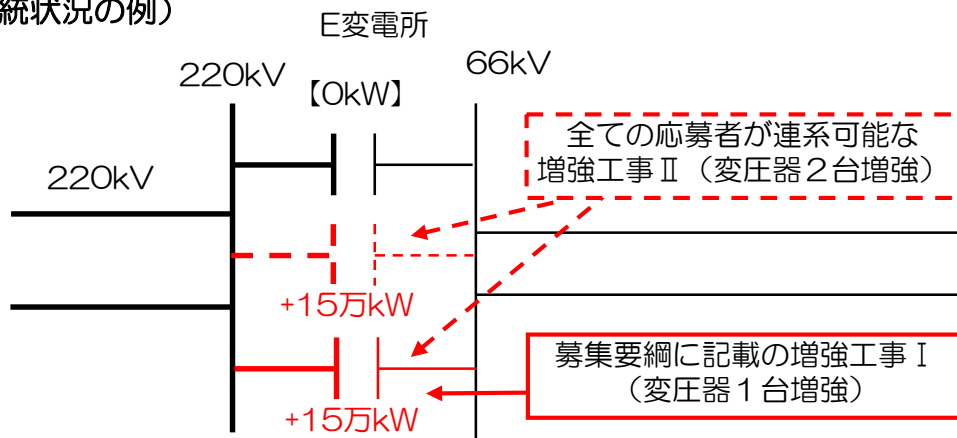 統状況の例）
E変電所
220kV
66kV
【0kW】
全ての応募者が連系可能な
増強工事Ⅱ（変圧器２台増強）
220kV
+15万kW
募集要綱に記載の増強工事Ⅰ
（変圧器１台増強）
+15万kW